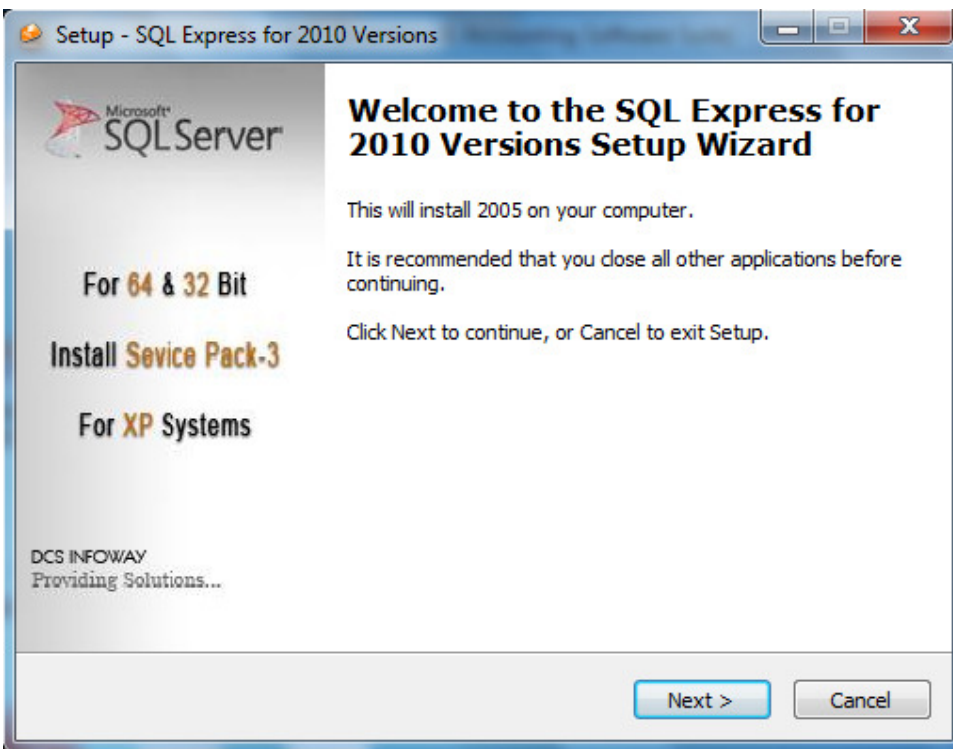 Setup - SQL Express for 2010 Versions
Microsoft
SQL Server
For 64 & 32 Bit
Install Sevice Pack-3
For XP Systems
DCS INFOWAY
Providing Solutions...
Welcome to the SQL Express for
2010 Versions Setup Wizard
This will install 2005 on your computer.
It is recommended that you close all other applications before
continuing.
Click Next to continue, or Cancel to exit Setup.
Next >
Cancel